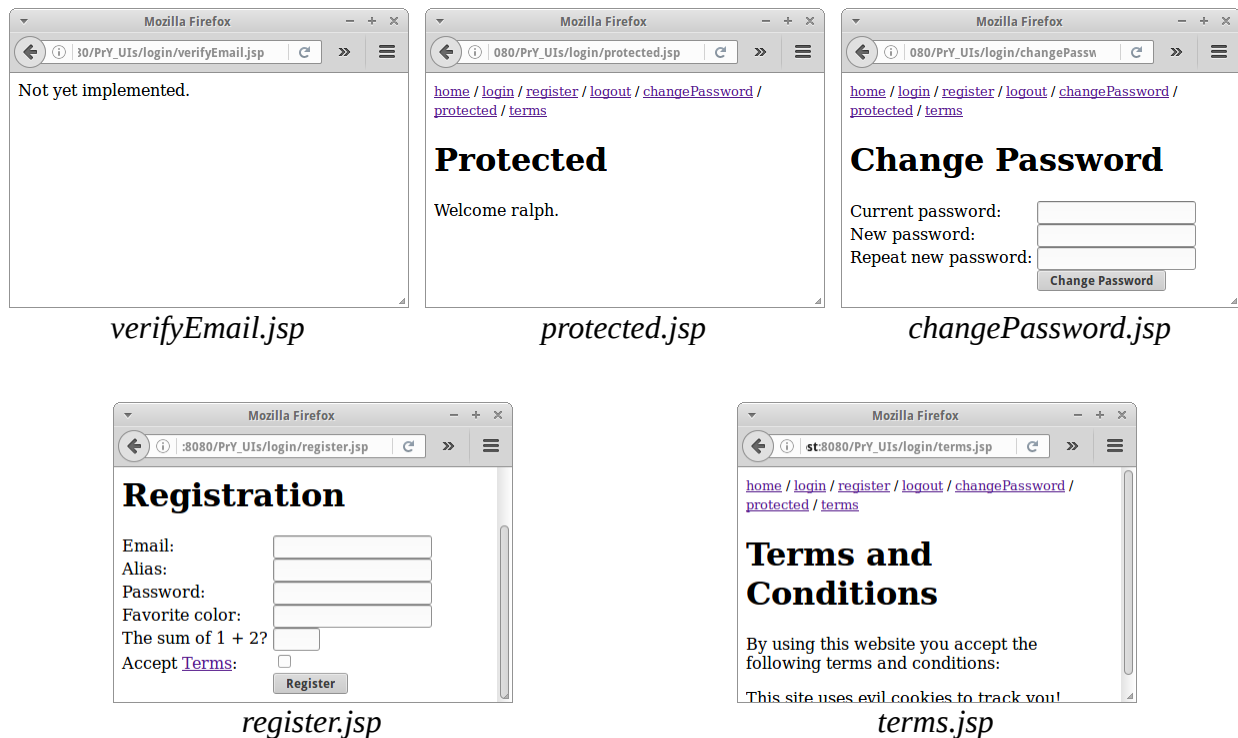 Mozilla Firefox
30/PrY_UIs/login/verifyEmail.jsp
Not yet implemented.
verifyEmail.jsp
Mozilla Firefox
080/PrY_UIs/login/protected.jsp
home / login / register / logout / changePassword /
protected / terms
Protected
Welcome ralph.
protected.jsp
Mozilla Firefox
080/PrY_UIs/login/changePassw
home / login / register / logout / changePassword /
protected / terms
Change Password
Current password:
New password:
Repeat new password:
Change Password
changePassword.jsp
Mozilla Firefox
:8080/PrY_UIs/login/register.jsp
Registration
Email:
Alias:
Password:
Favorite color:
The sum of 1 + 2?
Accept Terms:
Register
register.jsp
Mozilla Firefox
st:8080/PrY_UIs/login/terms.jsp
home / login / register / logout / changePassword /
protected / terms
Terms and
Conditions
By using this website you accept the
following terms and conditions:
This site uses evil cookies to track you!
terms.jsp